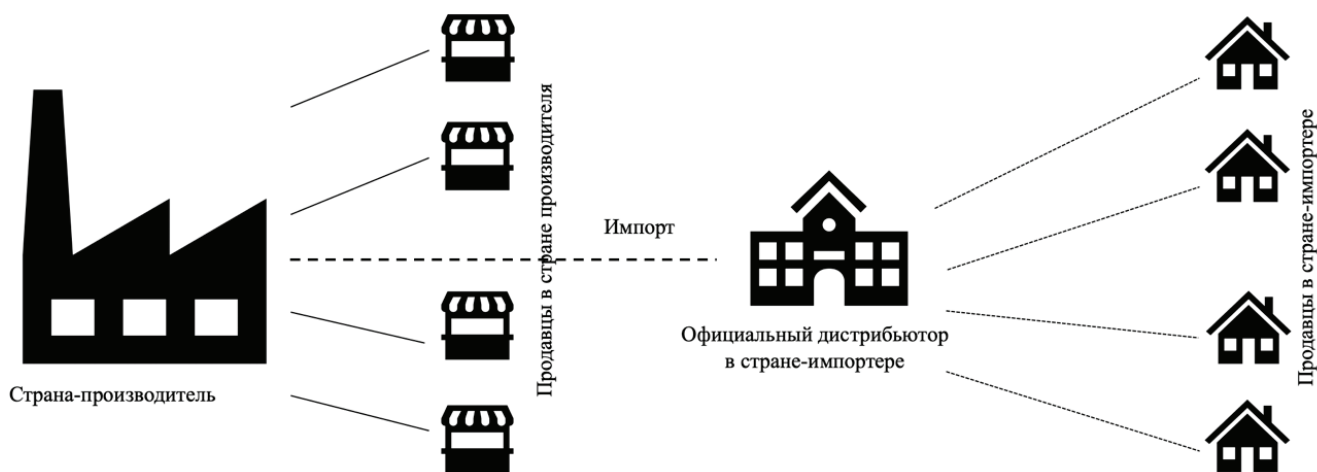 Страна-производитель
Продавцы в стране производителя
Импорт
Официальный дистрибьютор
в стране-импортере
Продавцы в стране-импортере